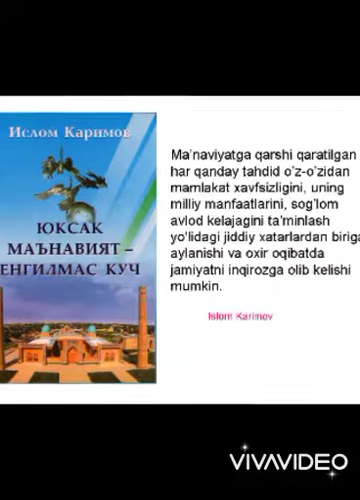 Ислом Каримов
ЮКСАК
МАЪНАВИЯТ –
ЕНГИЛМАС КУЧ
Ma'naviyatga qarshi qaratilgan
har qanday tahdid o'z-o'zidan
mamlakat xavfsizligini, uning
milliy manfaatlarini, sog'lom
avlod kelajagini ta'minlash
yo'lidagi jiddiy xatarlardan biriga
aylanishi va oxir oqibatda
jamiyatni inqirozga olib kelishi
mumkin.
Islom Karimov
VIVAVIDEO